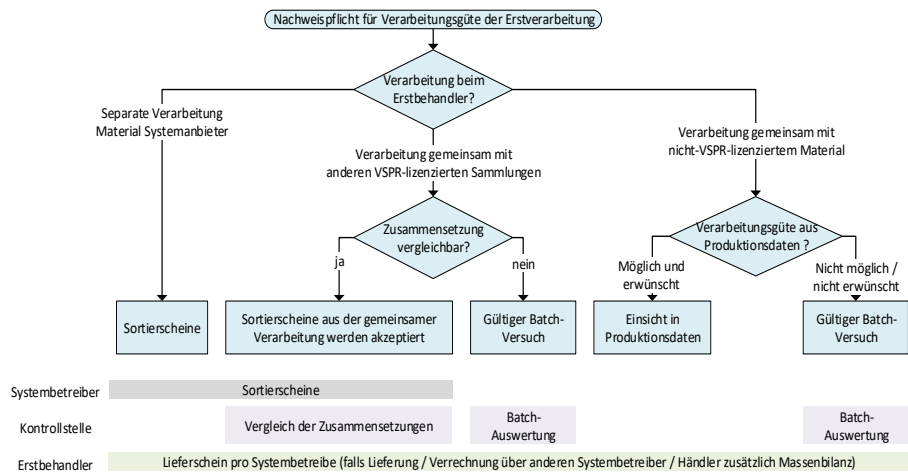 Nachweispflicht für Verarbeitungsgüte der Erstverarbeitung
Verarbeitung beim
Erstbehandler?
Separate Verarbeitung
Material Systemanbieter
Verarbeitung gemeinsam mit
anderen VSPR-lizenzierten Sammlungen
Verarbeitung gemeinsam mit
nicht-VSPR-lizenziertem Material
Zusammensetzung
vergleichbar?
Verarbeitungsgüte aus
Produktionsdaten ?
ja
nein
Möglich und
erwünscht
Nicht möglich /
nicht erwünscht
Sortierscheine
Sortierscheine aus der gemeinsamer
Verarbeitung werden akzeptiert
Gültiger Batch-
Versuch
Einsicht in
Produktionsdaten
Gültiger Batch-
Versuch
Systembetreiber
Sortierscheine
Kontrollstelle
Vergleich der Zusammensetzungen
Batch-
Auswertung
Batch-
Auswertung
Erstbehandler
Lieferschein pro Systembetreibe (falls Lieferung / Verrechnung über anderen Systembetreiber / Händler zusätzlich Massenbilanz)